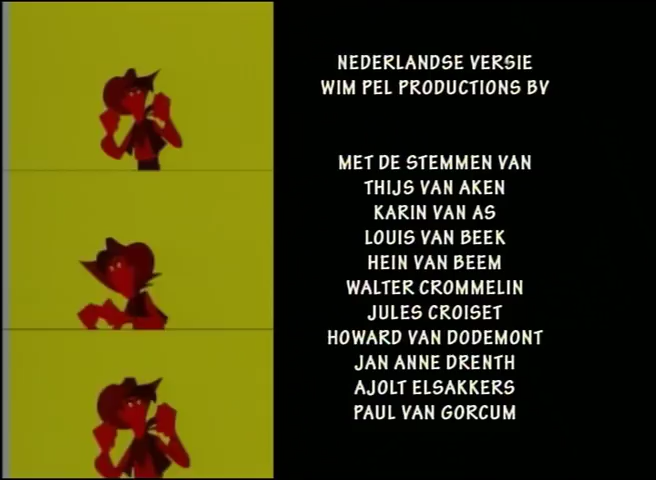 NEDERLANDSE VERSIE
WIM PEL PRODUCTIONS BV
MET DE STEMMEN VAN
THIJS VAN AKEN
KARIN VAN AS
LOUIS VAN BEEK
HEIN VAN BEEM
WALTER CROMMELIN
JULES CROISET
HOWARD VAN DODEMONT
JAN ANNE DRENTH
AJOLT ELSAKKERS
PAUL VAN GORCUM